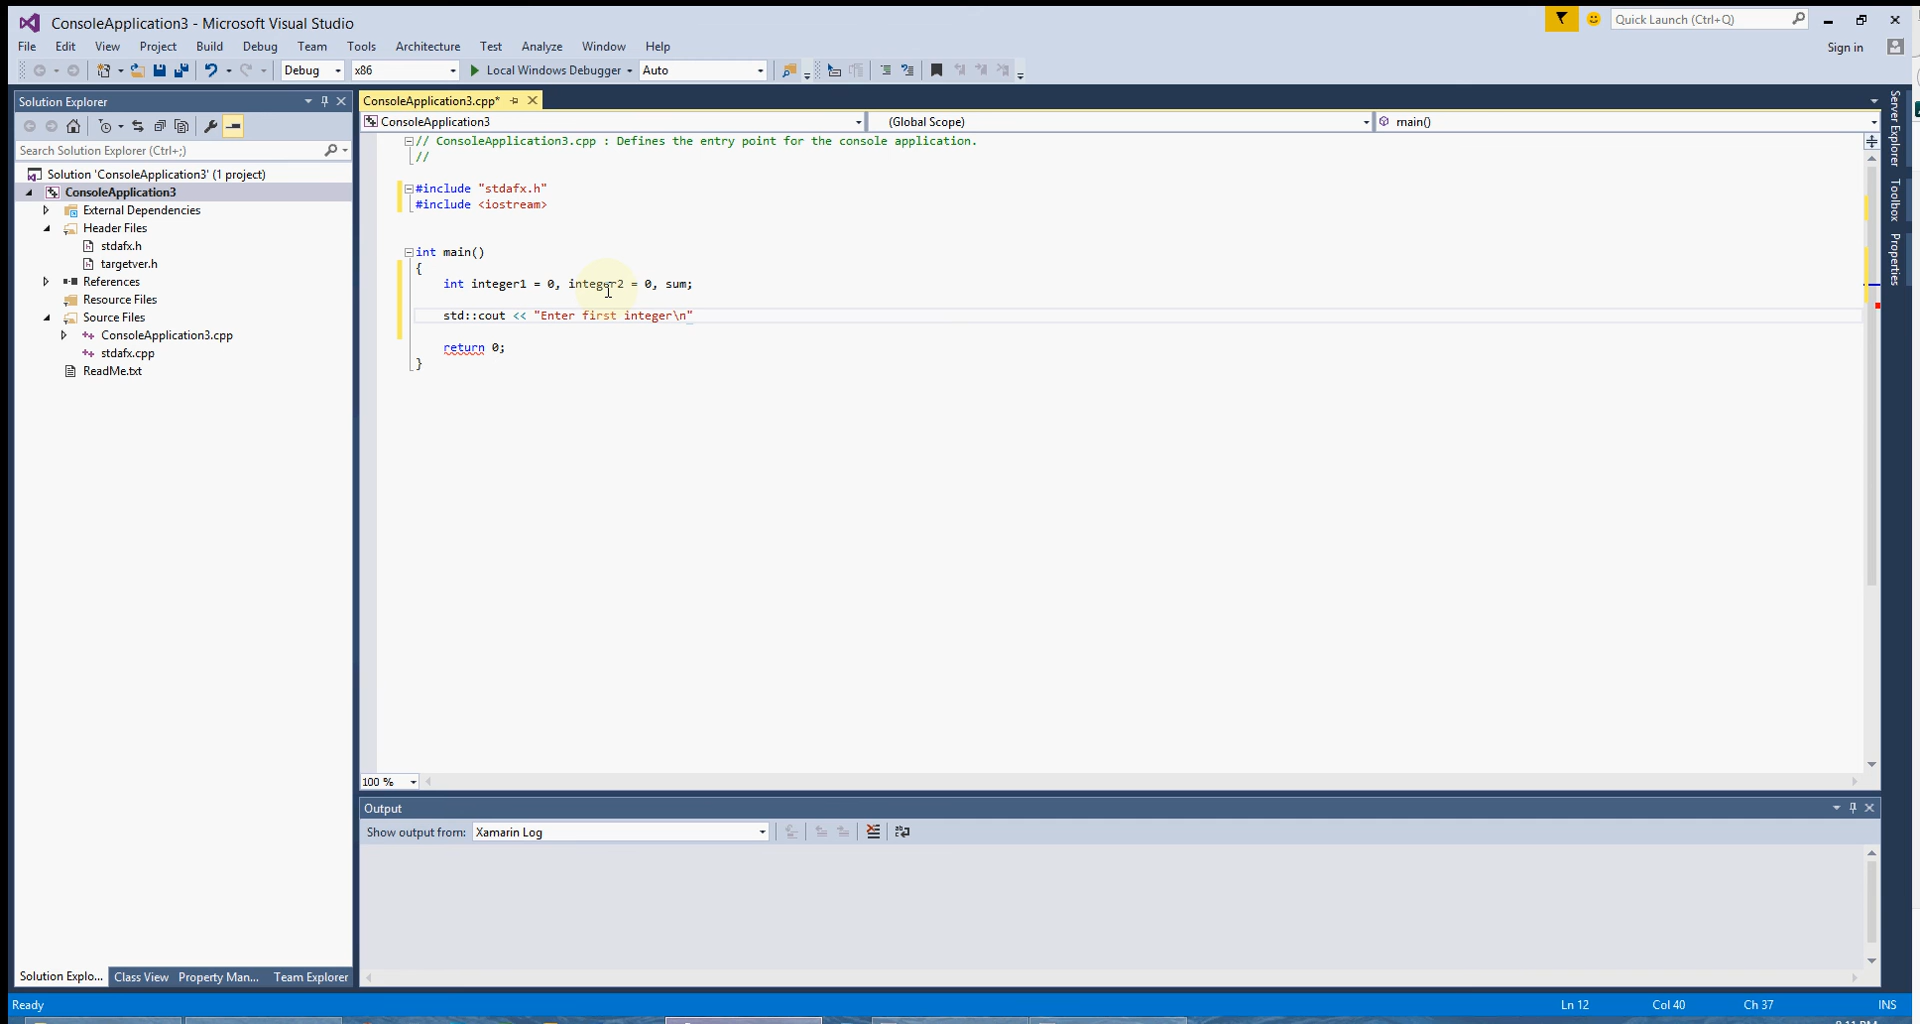 ConsoleApplication3 - Microsoft Visual Studio
Quick Launch (Ctrl+Q)
File Edit View Project Build Debug Team Tools Architecture Test Analyze Window Help
Sign in
Debug x86 Local Windows Debugger Auto
Solution Explorer
ConsoleApplication3.cpp*
ConsoleApplication3 (Global Scope) main()
Search Solution Explorer (Ctrl+;)
Solution 'ConsoleApplication3' (1 project)
ConsoleApplication3
External Dependencies
Header Files
stdafx.h
targetver.h
References
Resource Files
Source Files
ConsoleApplication3.cpp
stdafx.cpp
ReadMe.txt
// ConsoleApplication3.cpp : Defines the entry point for the console application.
//
#include "stdafx.h"
#include <iostream>
int main()
{
int integer1 = 0, integer2 = 0, sum;
std::cout << "Enter first integer\n"
return 0;
}
Server Explorer
Toolbox
Properties
100 %
Output
Show output from: Xamarin Log
Solution Explo... Class View Property Man... Team Explorer
Ready
Ln 12 Col 40 Ch 37 INS